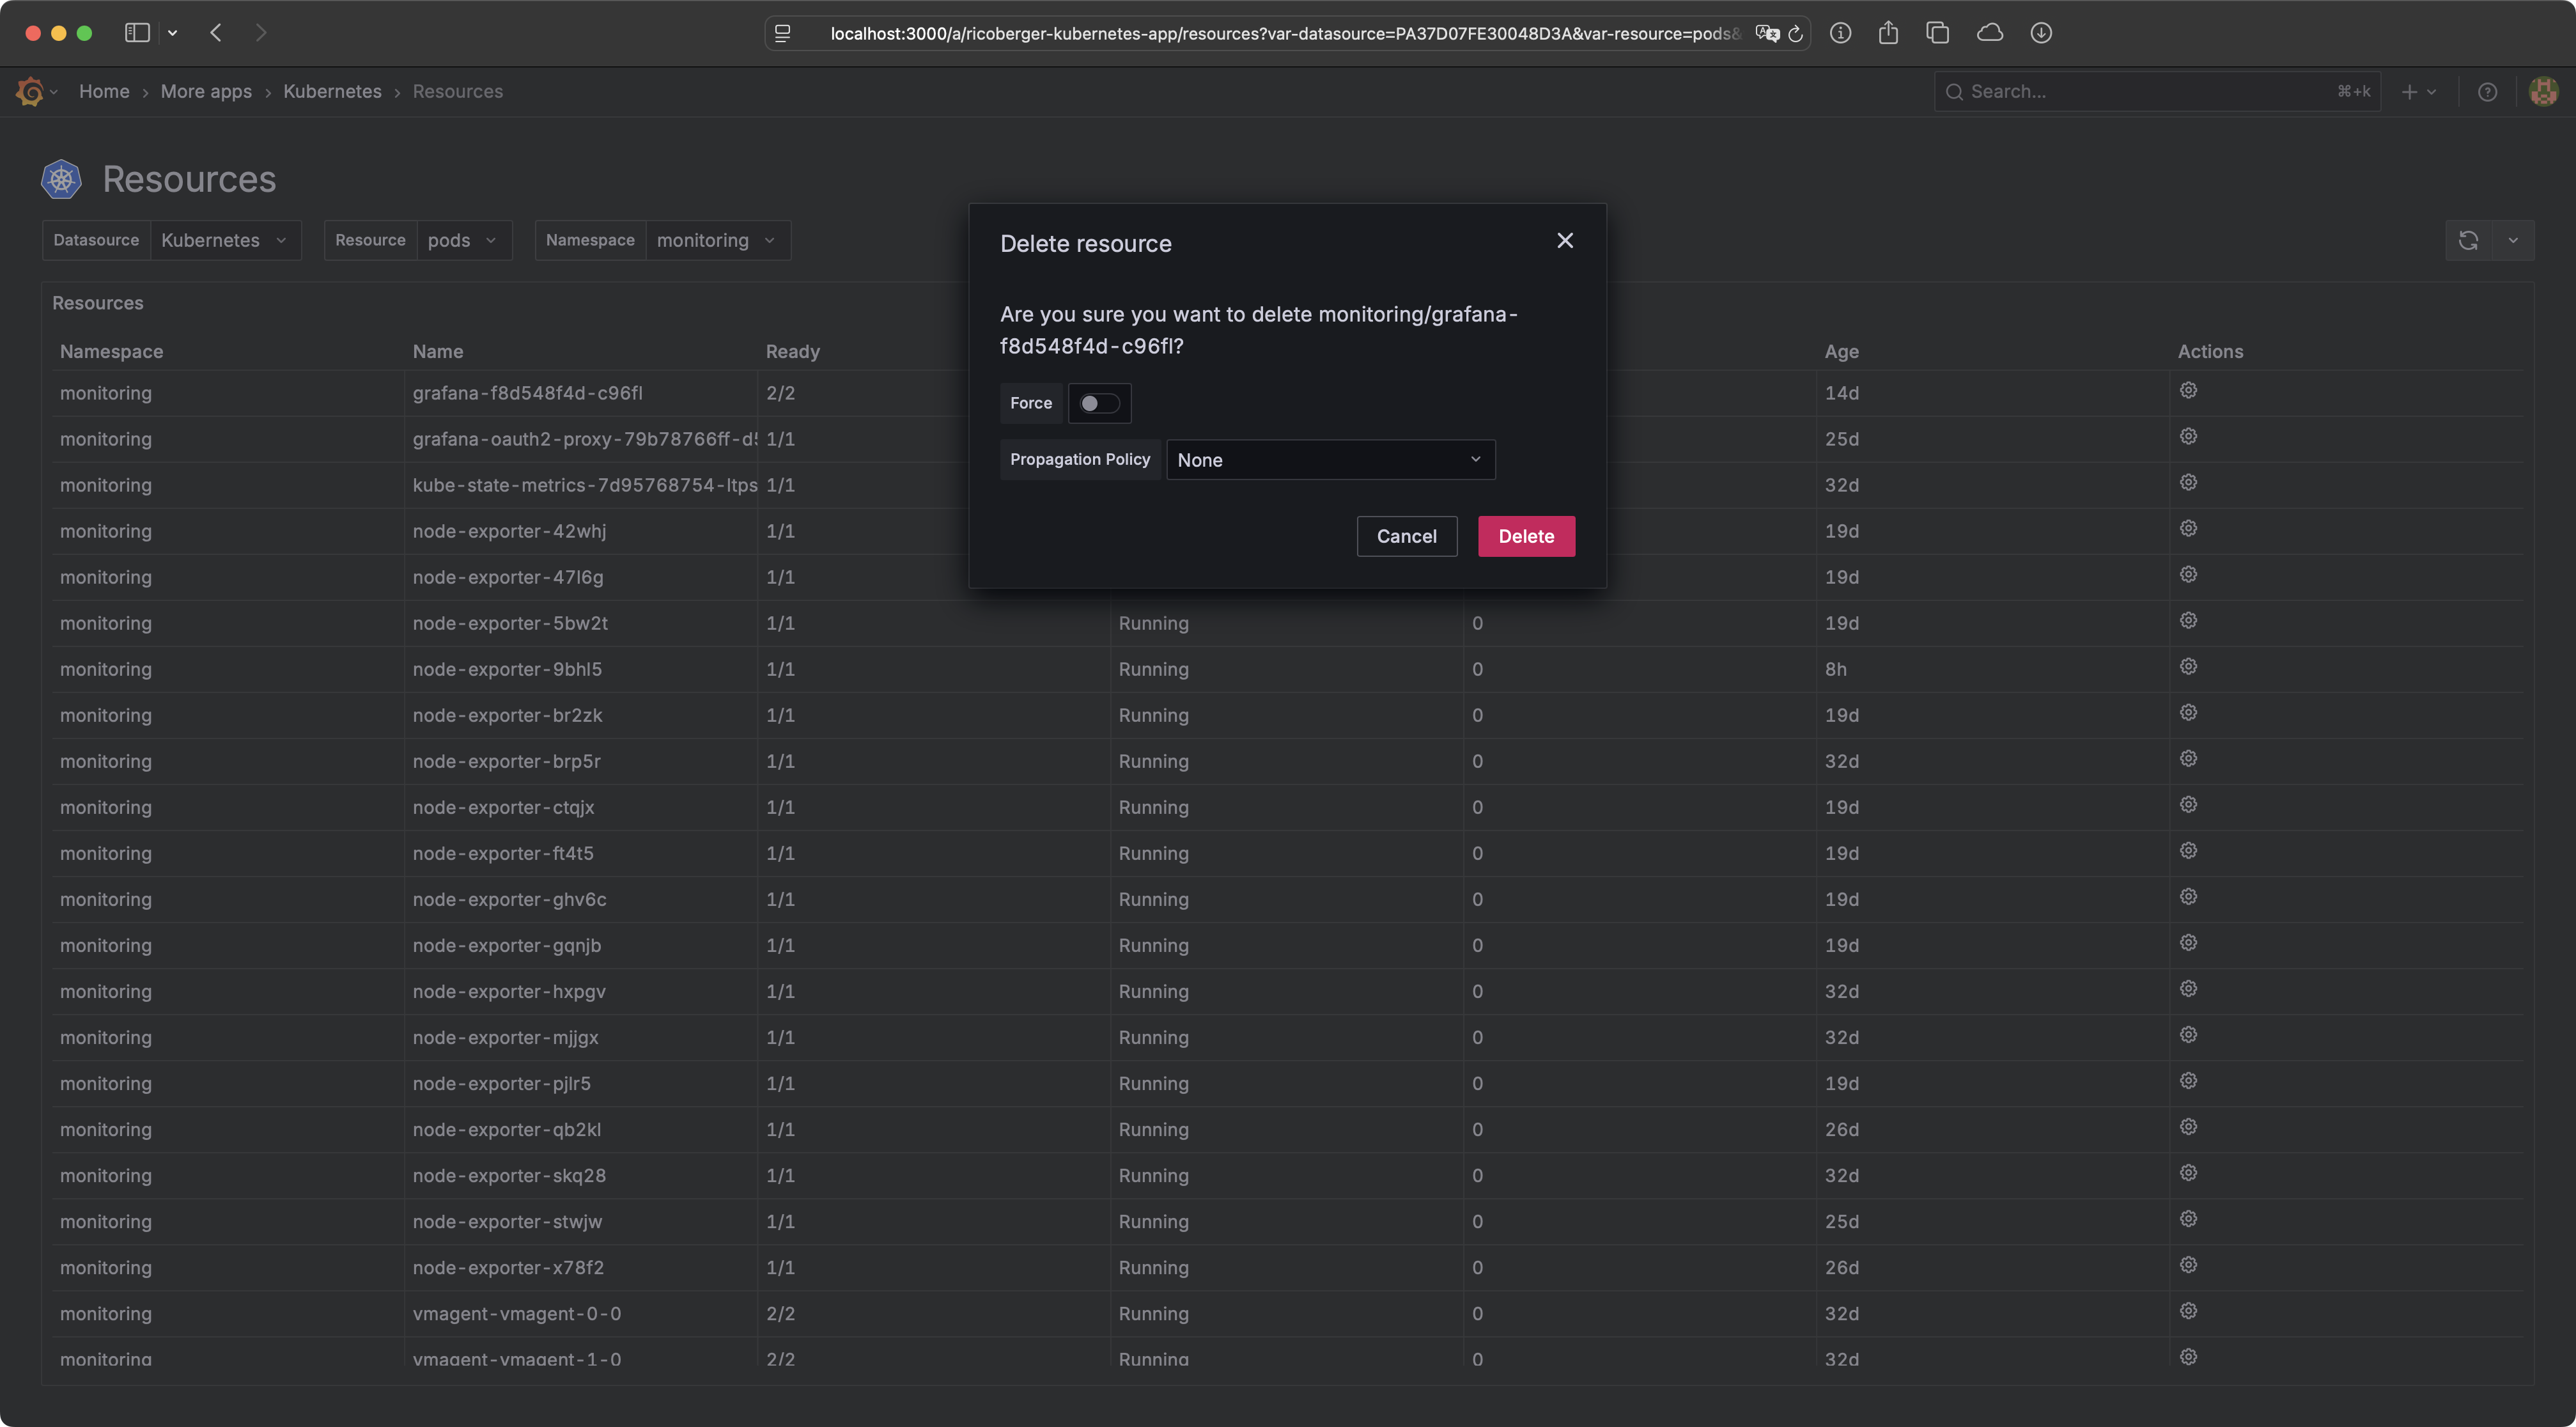 localhost:3000/a/ricoberger-kubernetes-app/resources?var-datasource=PA37D07FE30048D3A&var-resource=pods&
Home › More apps › Kubernetes › Resources
Search... ⌘+k
Resources
Datasource Kubernetes Resource pods Namespace monitoring
Resources
Namespace Name Ready Age Actions
monitoring grafana-f8d548f4d-c96fl 2/2 14d
monitoring grafana-oauth2-proxy-79b78766ff-d5 1/1 25d
monitoring kube-state-metrics-7d95768754-ltps 1/1 32d
monitoring node-exporter-42whj 1/1 19d
monitoring node-exporter-47l6g 1/1 19d
monitoring node-exporter-5bw2t 1/1 Running 0 19d
monitoring node-exporter-9bhl5 1/1 Running 0 8h
monitoring node-exporter-br2zk 1/1 Running 0 19d
monitoring node-exporter-brp5r 1/1 Running 0 32d
monitoring node-exporter-ctqjx 1/1 Running 0 19d
monitoring node-exporter-ft4t5 1/1 Running 0 19d
monitoring node-exporter-ghv6c 1/1 Running 0 19d
monitoring node-exporter-gqnjb 1/1 Running 0 19d
monitoring node-exporter-hxpgv 1/1 Running 0 32d
monitoring node-exporter-mjjgx 1/1 Running 0 32d
monitoring node-exporter-pjlr5 1/1 Running 0 19d
monitoring node-exporter-qb2kl 1/1 Running 0 26d
monitoring node-exporter-skq28 1/1 Running 0 32d
monitoring node-exporter-stwjw 1/1 Running 0 25d
monitoring node-exporter-x78f2 1/1 Running 0 26d
monitoring vmagent-vmagent-0-0 2/2 Running 0 32d
monitoring vmagent-vmagent-1-0 2/2 Running 0 32d
Delete resource
Are you sure you want to delete monitoring/grafana-
f8d548f4d-c96fl?
Force
Propagation Policy None
Cancel Delete